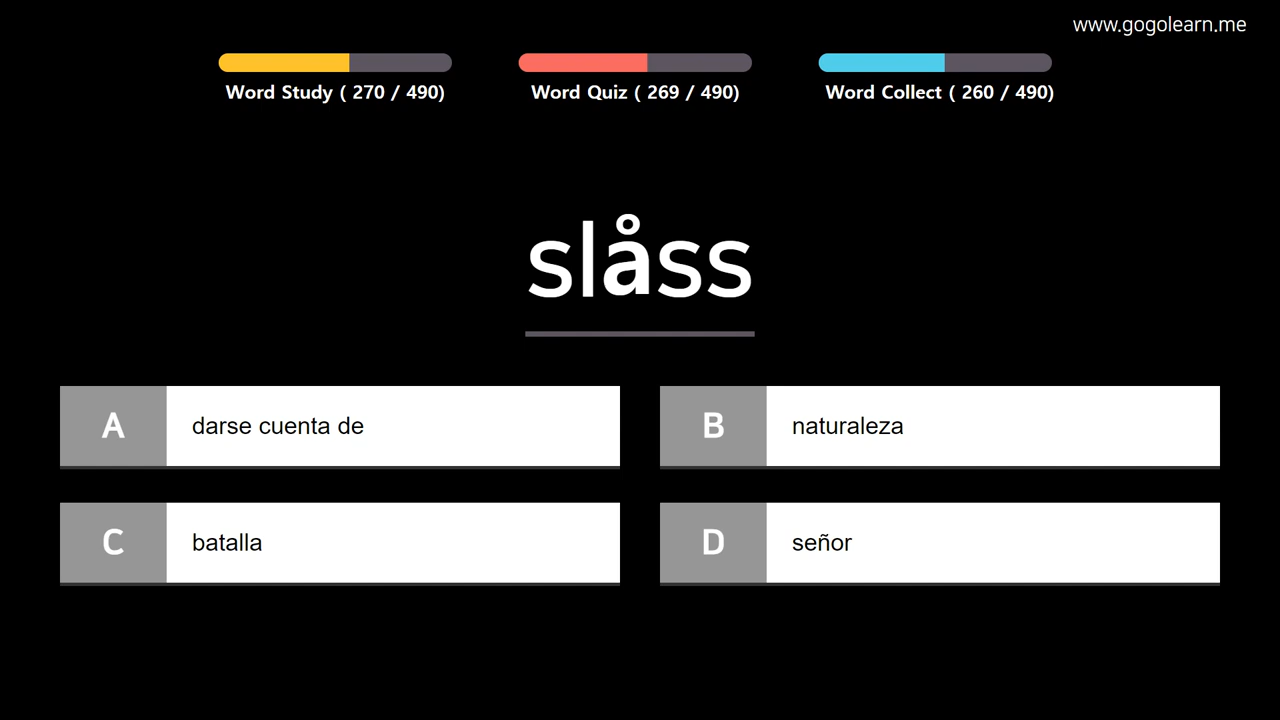 www.gogolearn.me
Word Study ( 270 / 490)
Word Quiz ( 269 / 490)
Word Collect ( 260 / 490)
slåss
A darse cuenta de
B naturaleza
C batalla
D señor